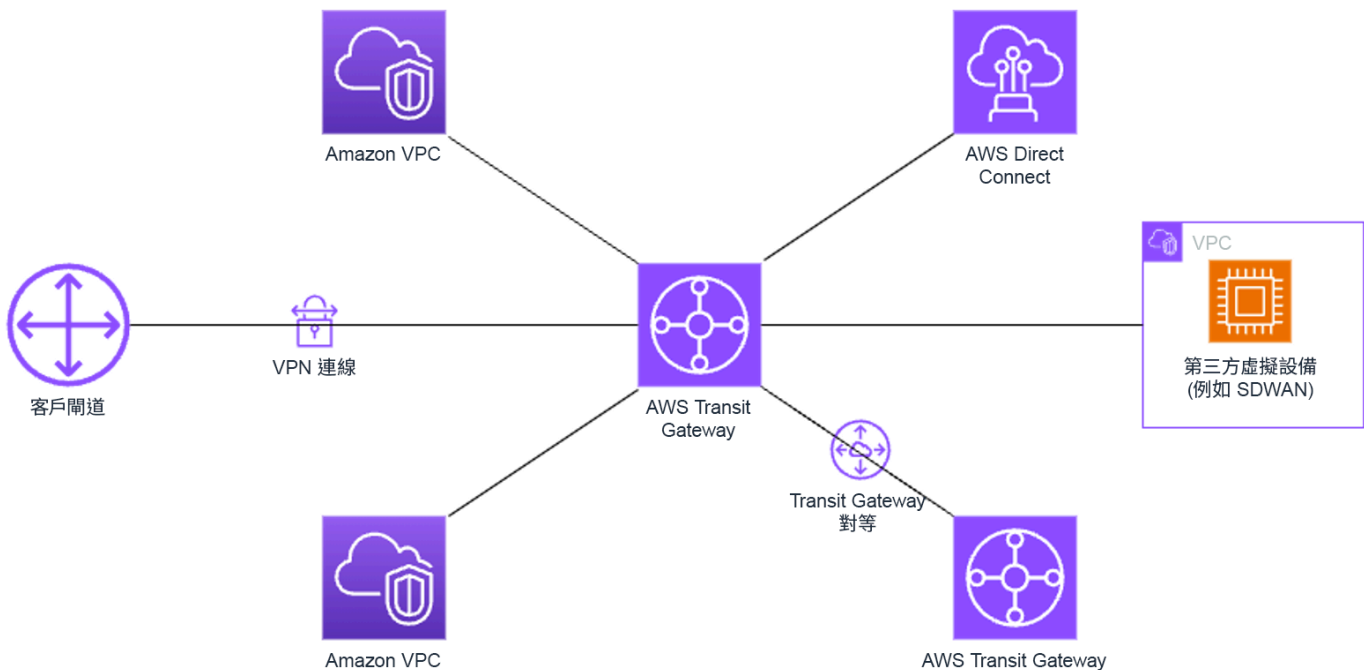 Amazon VPC
AWS Direct
Connect
VPC
第三方虛擬設備
(例如 SDWAN)
VPN 連線
客戶閘道
AWS Transit
Gateway
Transit Gateway
對等
Amazon VPC
AWS Transit Gateway